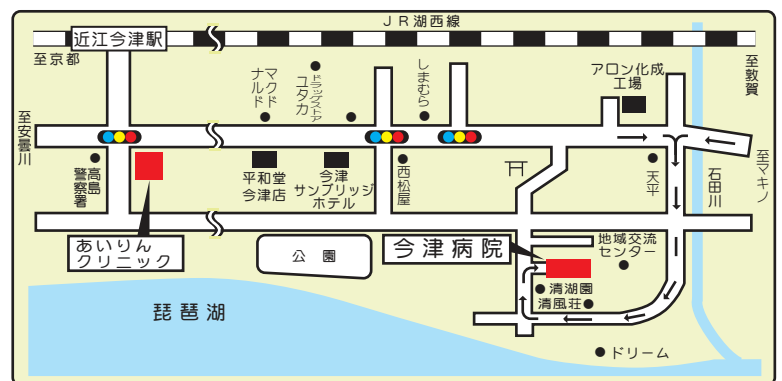 JR湖西線
近江今津駅
至京都
至敦賀
マクド
ナルド
ドラッグストア
ユタカ
しまむら
アロン化成
工場
至安曇川
至マキノ
高島
警察署
平和堂
今津店
今津
サンブリッジ
ホテル
西松屋
天平
石田川
あいりん
クリニック
公園
今津病院
地域交流
センター
清湖園
清風荘
琵琶湖
ドリーム